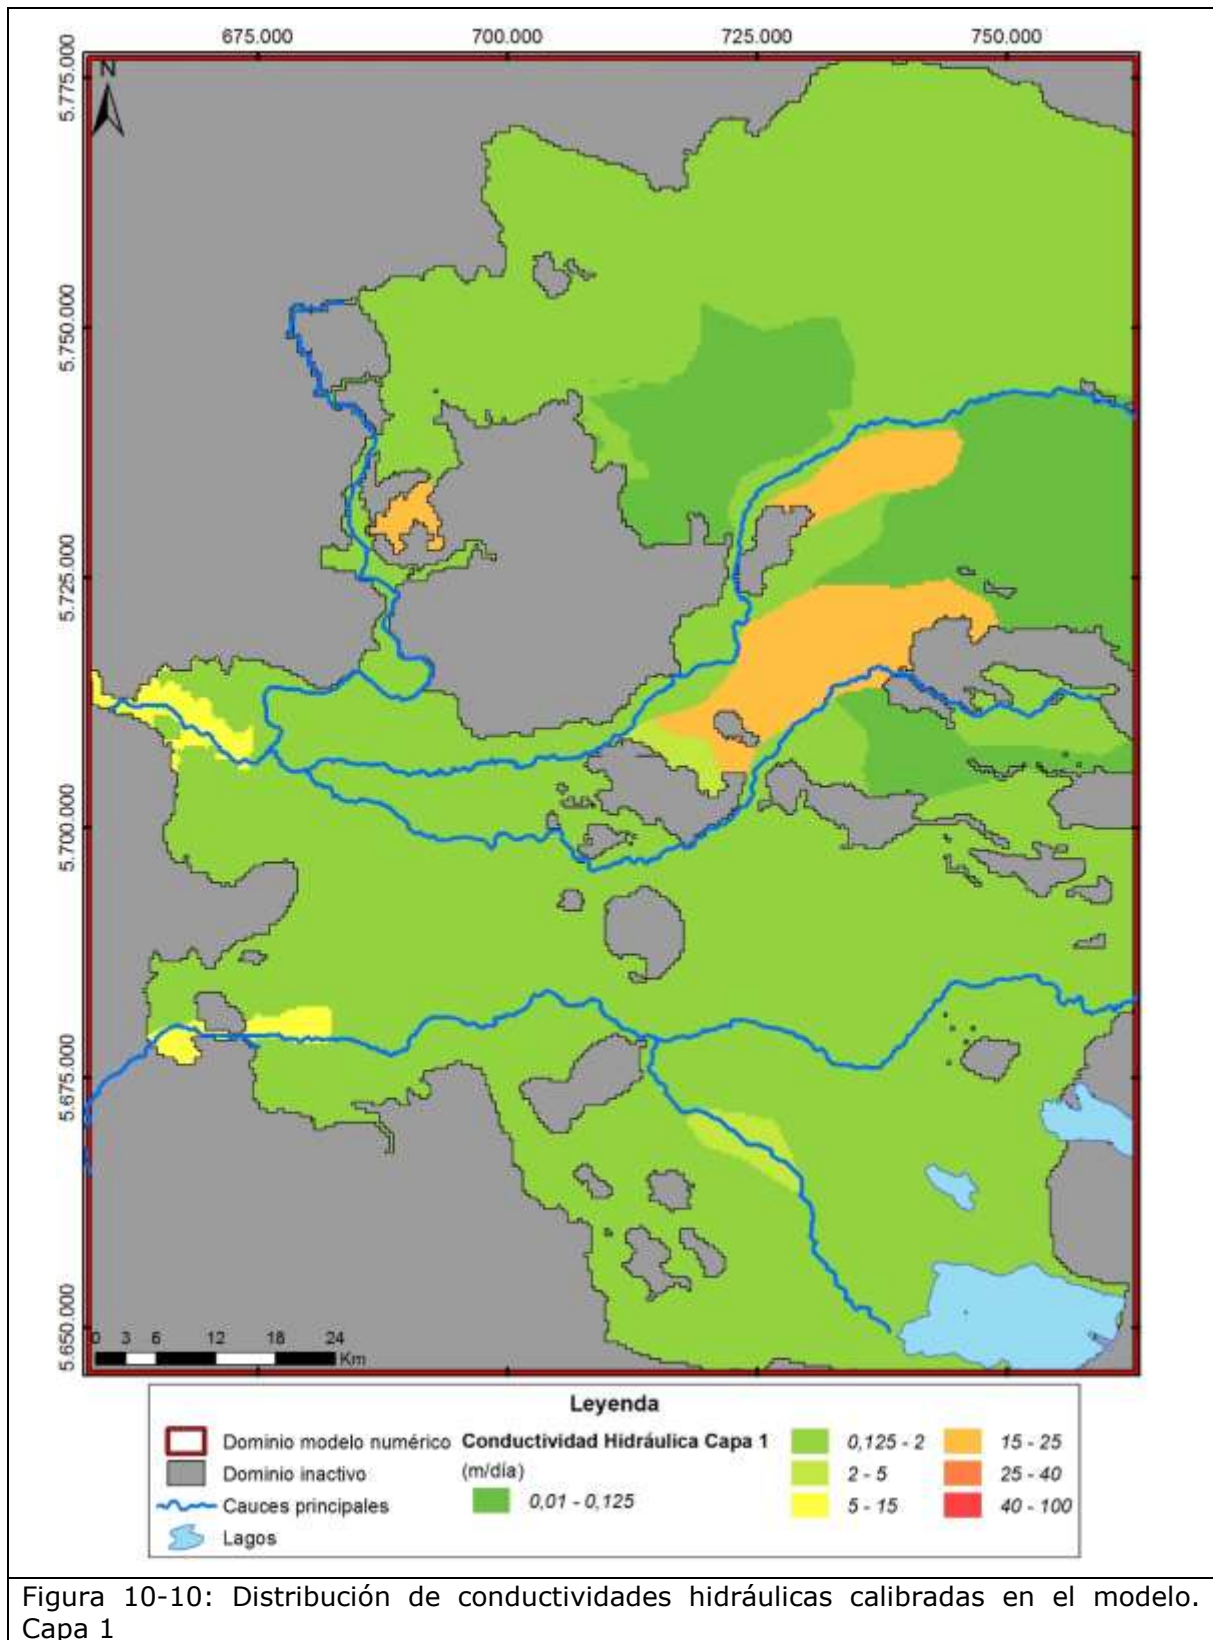 675.000 700.000 725.000 750.000
N
5.775.000
5.750.000
5.725.000
5.700.000
5.675.000
5.650.000
0 3 6 12 18 24
Km
Leyenda
Dominio modelo numérico
Dominio inactivo
Cauces principales
Lagos
Conductividad Hidráulica Capa 1
(m/día)
0,01 - 0,125
0,125 - 2
2 - 5
5 - 15
15 - 25
25 - 40
40 - 100
Figura 10-10: Distribución de conductividades hidráulicas calibradas en el modelo.
Capa 1